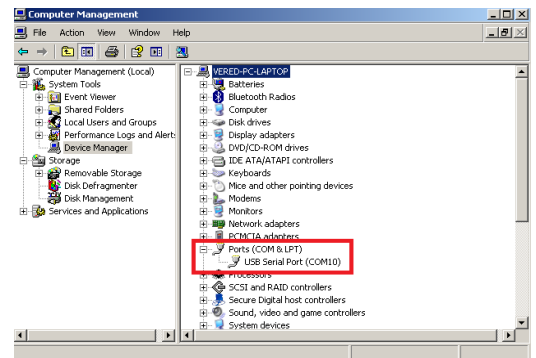 Computer Management
File Action View Window Help
Computer Management (Local)
System Tools
Event Viewer
Shared Folders
Local Users and Groups
Performance Logs and Alert:
Device Manager
Storage
Removable Storage
Disk Defragmenter
Disk Management
Services and Applications
VERED-PC-LAPTOP
Batteries
Bluetooth Radios
Computer
Disk drives
Display adapters
DVD/CD-ROM drives
IDE ATA/ATAPI controllers
Keyboards
Mice and other pointing devices
Modems
Monitors
Network adapters
PCMCIA adapters
Ports (COM & LPT)
USB Serial Port (COM10)
Processors
SCSI and RAID controllers
Secure Digital host controllers
Sound, video and game controllers
System devices